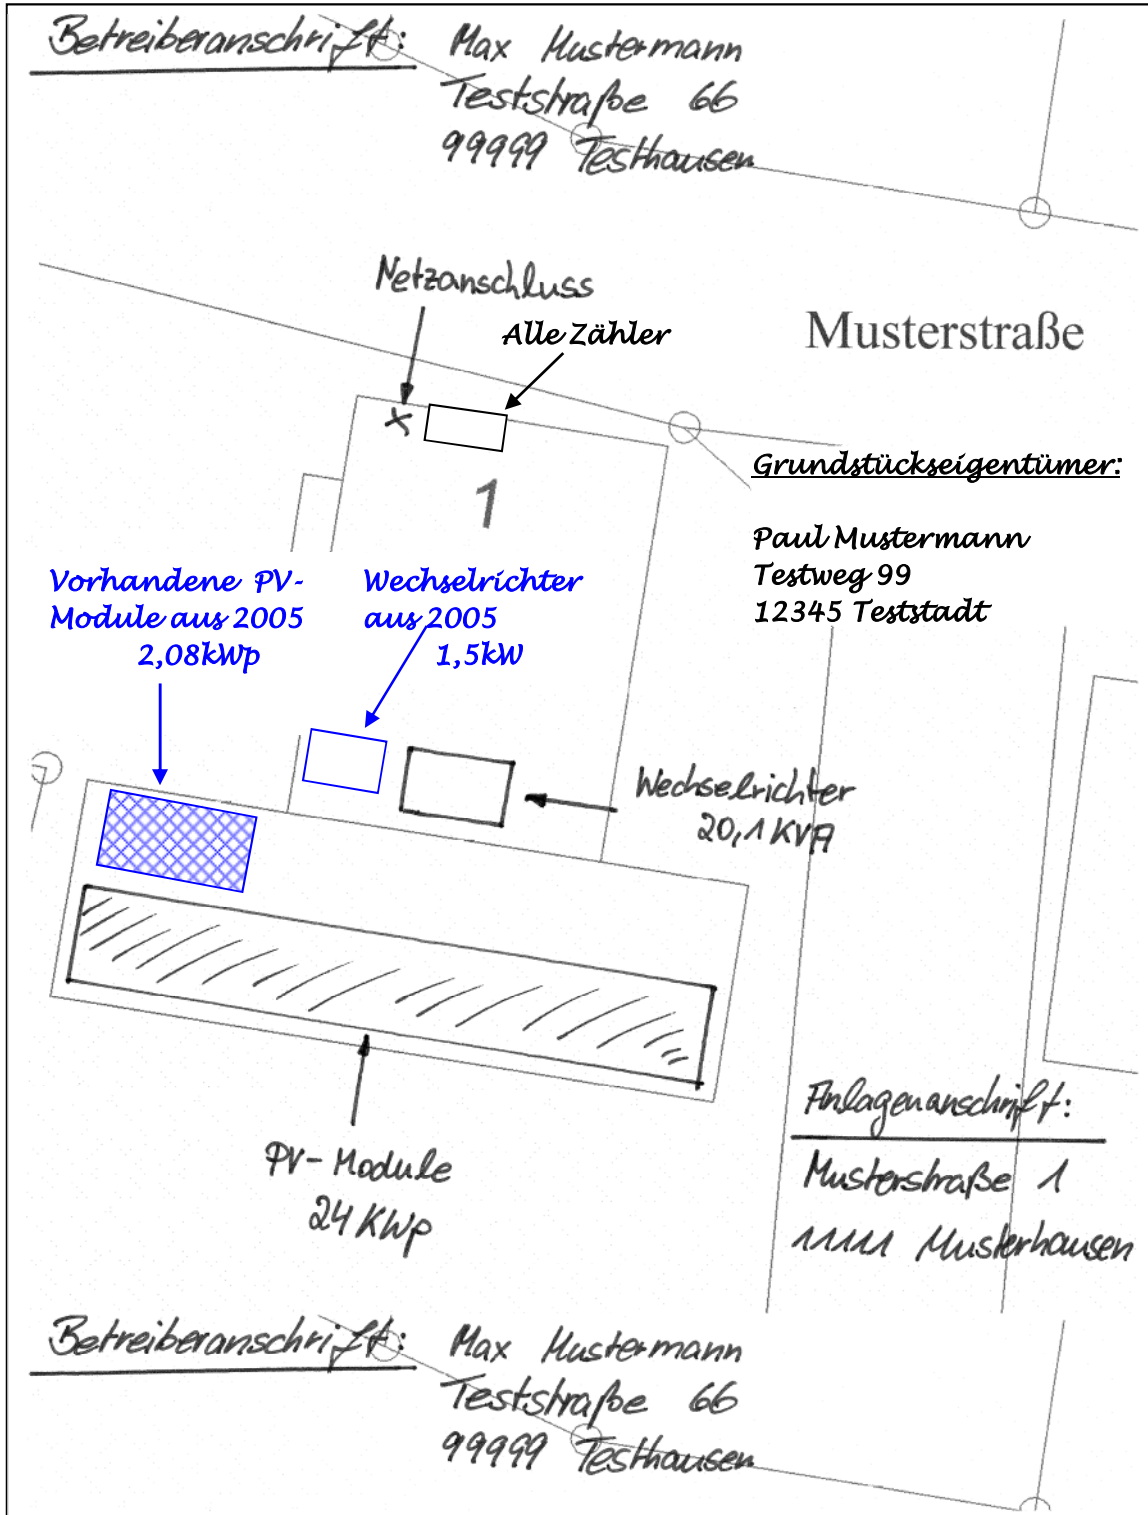 Betreiberanschrift: Max Mustermann
Teststraße 66
99999 Testhausen
Netzanschluss
Alle Zähler
Musterstraße
1
Grundstückseigentümer:
Paul Mustermann
Testweg 99
12345 Teststadt
Vorhandene PV-
Module aus 2005
2,08kWp
Wechselrichter
aus 2005
1,5kW
Wechselrichter
20,1 KVA
PV-Module
24 KWp
Anlagenanschrift:
Musterstraße 1
11111 Musterhausen
Betreiberanschrift: Max Mustermann
Teststraße 66
99999 Testhausen